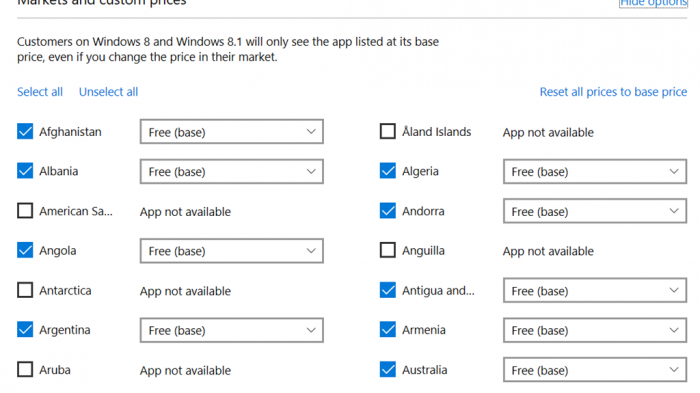 Markets and custom prices
Hide options
Customers on Windows 8 and Windows 8.1 will only see the app listed at its base
price, even if you change the price in their market.
Select all Unselect all Reset all prices to base price
Afghanistan Free (base) Åland Islands App not available
Albania Free (base) Algeria Free (base)
American Sa... App not available Andorra Free (base)
Angola Free (base) Anguilla App not available
Antarctica App not available Antigua and... Free (base)
Argentina Free (base) Armenia Free (base)
Aruba App not available Australia Free (base)